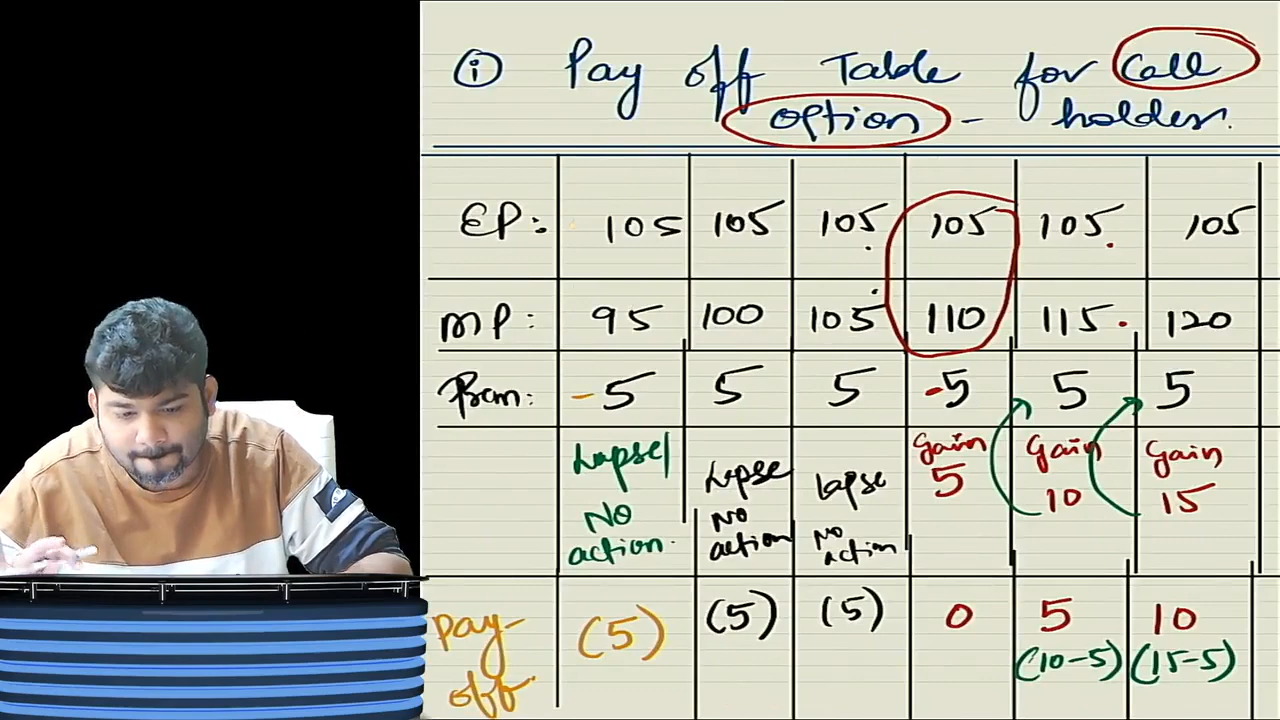 (i) Pay off Table for Call
option - holder.
EP: 105 105 105 105 105 105
MP: 95 100 105 110 115 120
Prem: -5 5 5 -5 5 5
Lapse/ No action. Lapse No action Lapse No action gain 5 gain 10 gain 15
Pay-off (5) (5) (5) 0 5 (10-5) 10 (15-5)